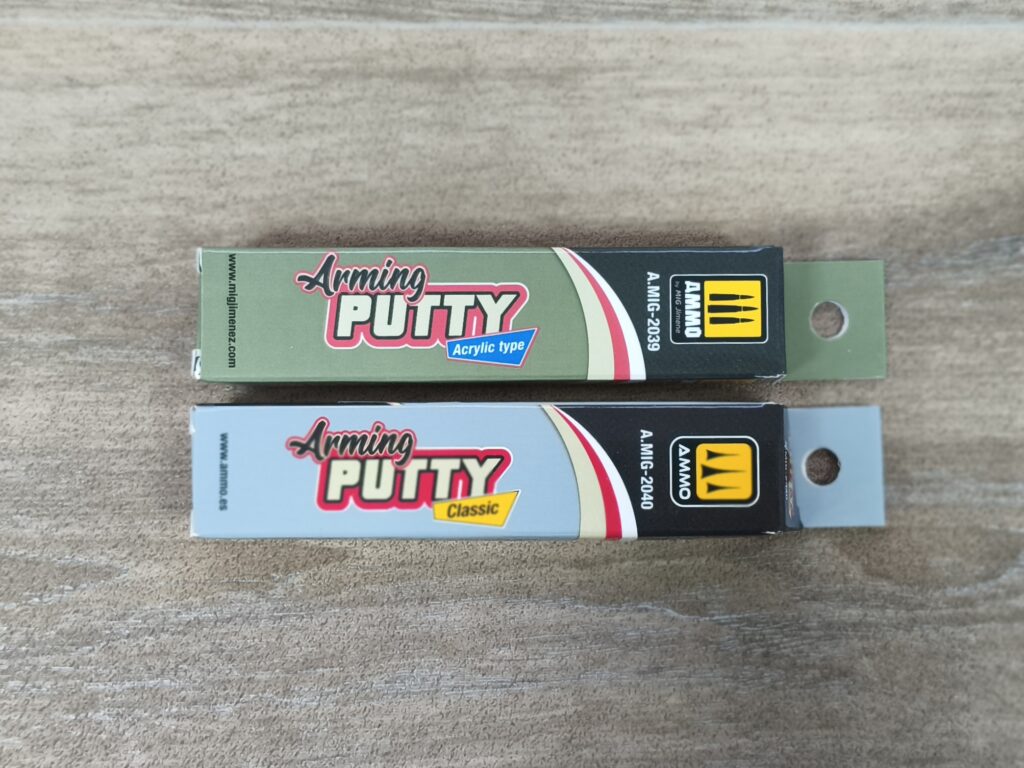 www.migjimenez.com
Arming
PUTTY
Acrylic type
A.MIG-2039
AMMO
by MIG Jimene
www.ammo.es
Arming
PUTTY
Classic
A.MIG-2040
AMMO